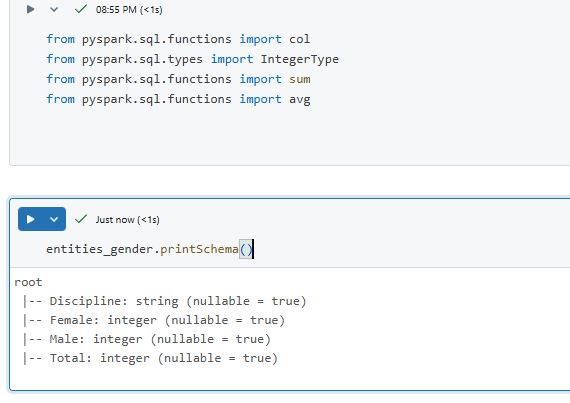 08:55 PM (<1s)
from pyspark.sql.functions import col
from pyspark.sql.types import IntegerType
from pyspark.sql.functions import sum
from pyspark.sql.functions import avg
Just now (<1s)
entities_gender.printSchema()
root
 |-- Discipline: string (nullable = true)
 |-- Female: integer (nullable = true)
 |-- Male: integer (nullable = true)
 |-- Total: integer (nullable = true)